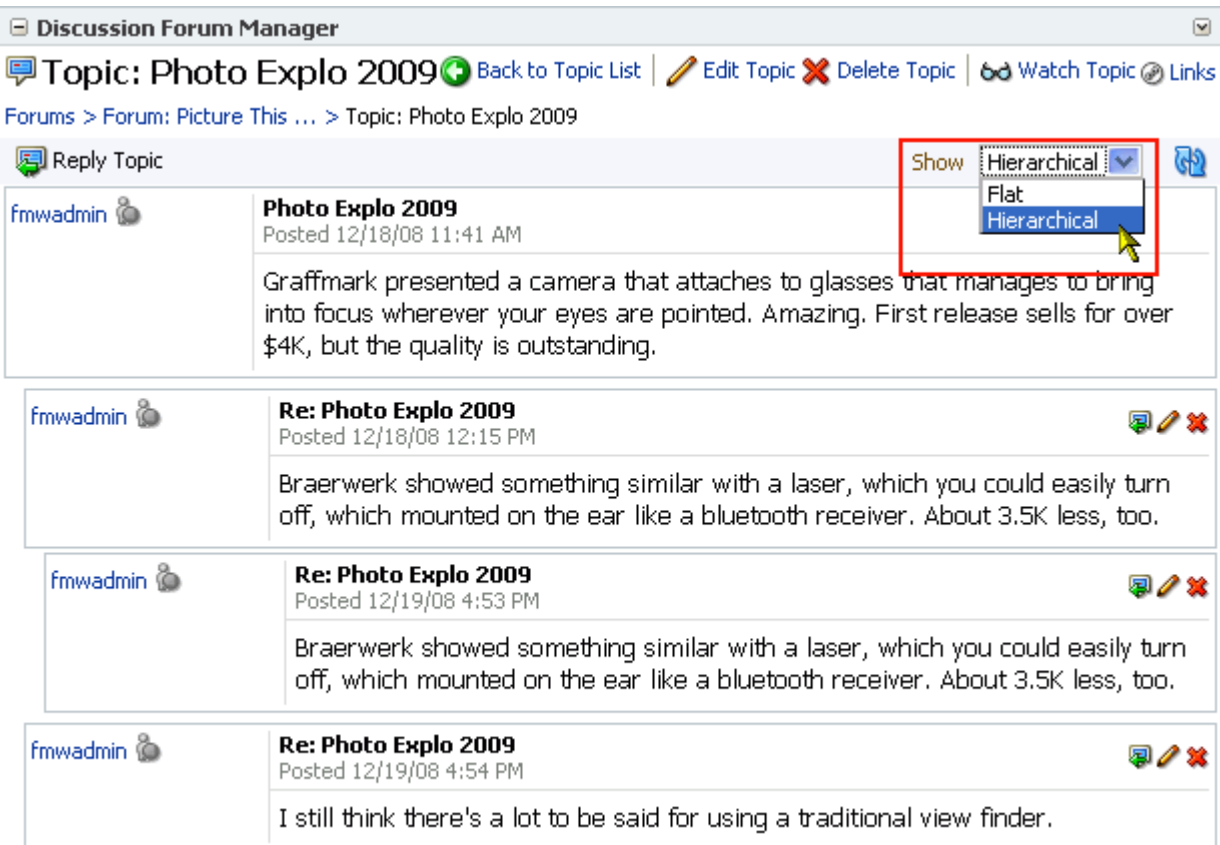 Discussion Forum Manager
Topic: Photo Explo 2009 Back to Topic List | Edit Topic Delete Topic | Watch Topic Links
Forums > Forum: Picture This ... > Topic: Photo Explo 2009
Reply Topic Show Hierarchical
Flat
Hierarchical
fmwadmin Photo Explo 2009
Posted 12/18/08 11:41 AM
Graffmark presented a camera that attaches to glasses that manages to bring
into focus wherever your eyes are pointed. Amazing. First release sells for over
$4K, but the quality is outstanding.
fmwadmin Re: Photo Explo 2009
Posted 12/18/08 12:15 PM
Braerwerk showed something similar with a laser, which you could easily turn
off, which mounted on the ear like a bluetooth receiver. About 3.5K less, too.
fmwadmin Re: Photo Explo 2009
Posted 12/19/08 4:53 PM
Braerwerk showed something similar with a laser, which you could easily turn
off, which mounted on the ear like a bluetooth receiver. About 3.5K less, too.
fmwadmin Re: Photo Explo 2009
Posted 12/19/08 4:54 PM
I still think there's a lot to be said for using a traditional view finder.